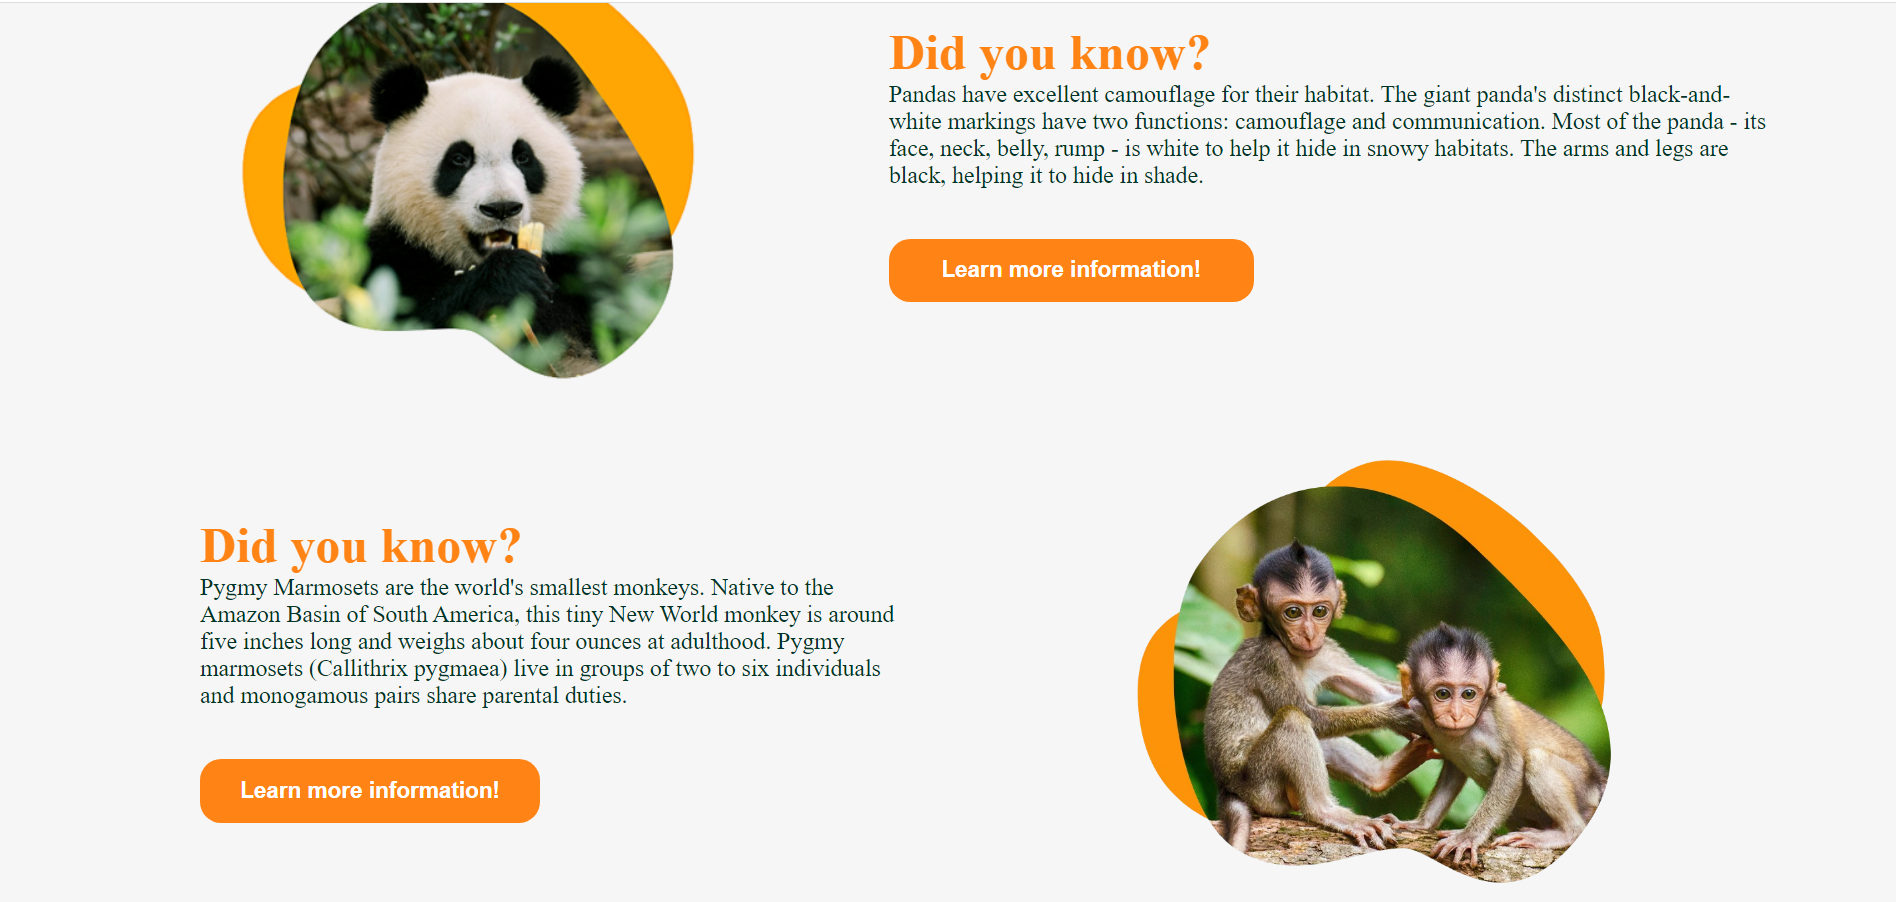 Did you know?
Pandas have excellent camouflage for their habitat. The giant panda's distinct black-and-
white markings have two functions: camouflage and communication. Most of the panda - its
face, neck, belly, rump - is white to help it hide in snowy habitats. The arms and legs are
black, helping it to hide in shade.
Learn more information!
Did you know?
Pygmy Marmosets are the world's smallest monkeys. Native to the
Amazon Basin of South America, this tiny New World monkey is around
five inches long and weighs about four ounces at adulthood. Pygmy
marmosets (Callithrix pygmaea) live in groups of two to six individuals
and monogamous pairs share parental duties.
Learn more information!